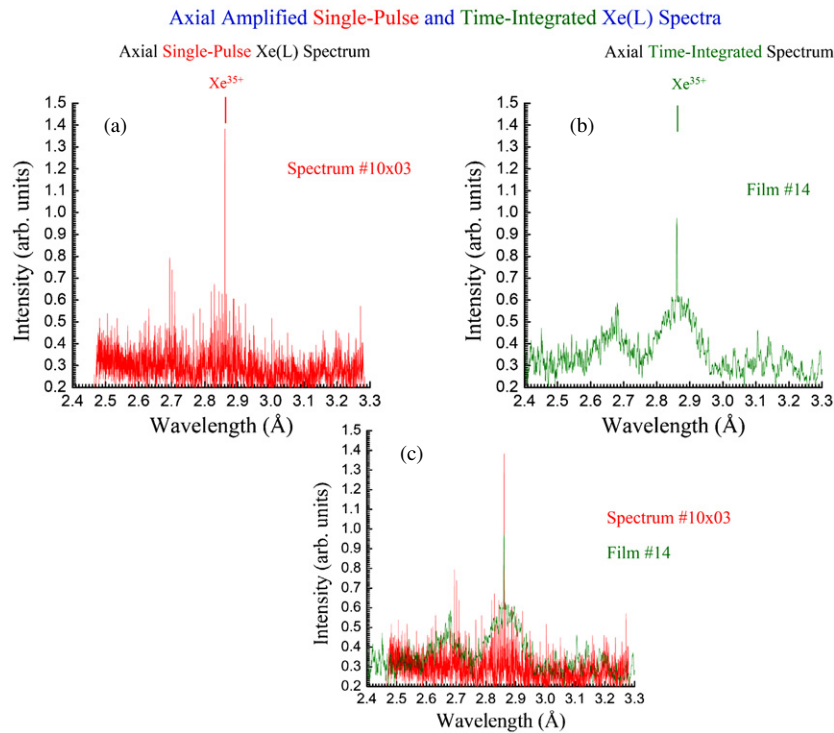 Axial Amplified Single-Pulse and Time-Integrated Xe(L) Spectra
Axial Single-Pulse Xe(L) Spectrum
Xe35+
(a)
Spectrum #10x03
Intensity (arb. units)
1.5
1.4
1.3
1.2
1.1
1.0
0.9
0.8
0.7
0.6
0.5
0.4
0.3
0.2
2.4 2.5 2.6 2.7 2.8 2.9 3.0 3.1 3.2 3.3
Wavelength (Å)
Axial Time-Integrated Spectrum
Xe35+
(b)
Film #14
Intensity (arb. units)
1.5
1.4
1.3
1.2
1.1
1.0
0.9
0.8
0.7
0.6
0.5
0.4
0.3
0.2
2.4 2.5 2.6 2.7 2.8 2.9 3.0 3.1 3.2 3.3
Wavelength (Å)
(c)
Spectrum #10x03
Film #14
Intensity (arb. units)
1.5
1.4
1.3
1.2
1.1
1.0
0.9
0.8
0.7
0.6
0.5
0.4
0.3
0.2
2.4 2.5 2.6 2.7 2.8 2.9 3.0 3.1 3.2 3.3
Wavelength (Å)